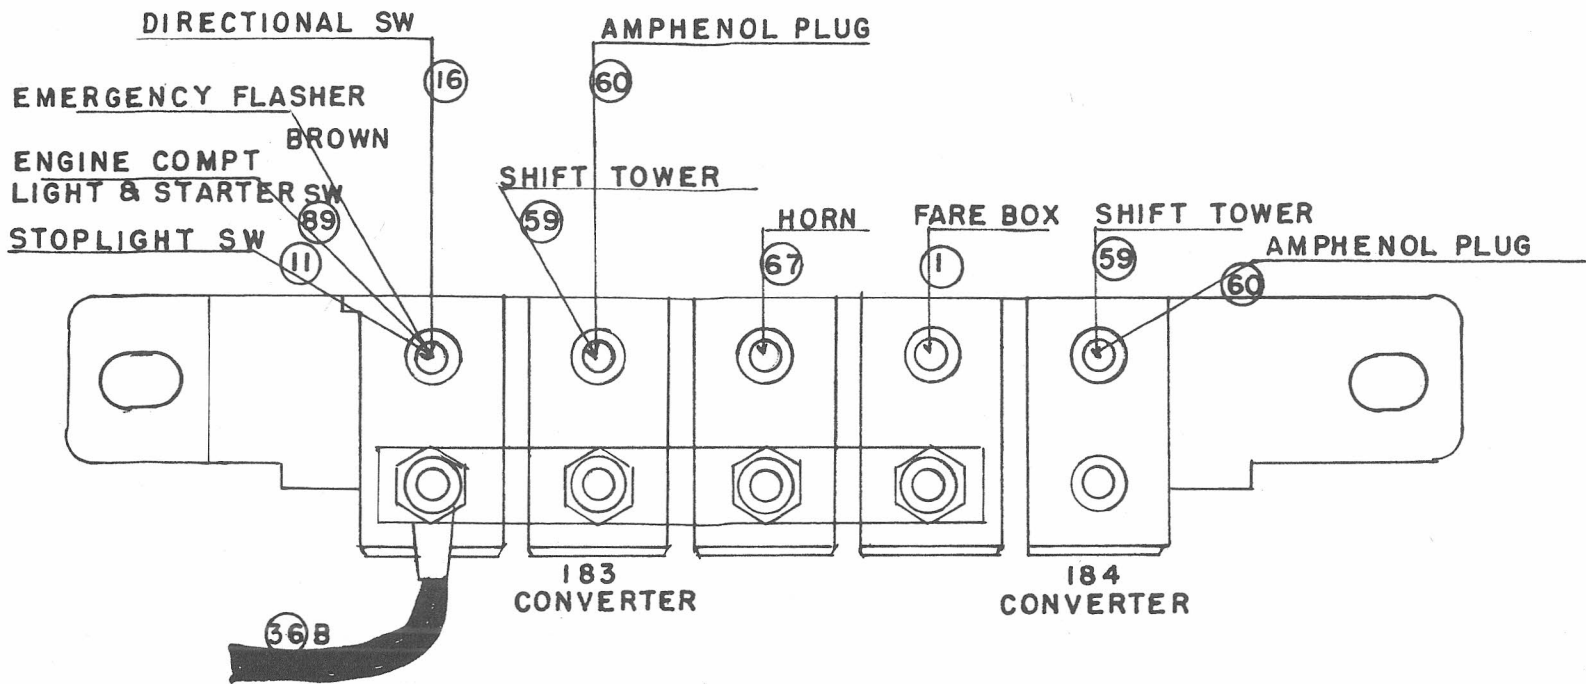 DIRECTIONAL SW
AMPHENOL PLUG
16
60
EMERGENCY FLASHER
BROWN
ENGINE COMPT
LIGHT & STARTER SW
89
SHIFT TOWER
59
STOPLIGHT SW
11
HORN
67
FARE BOX
1
SHIFT TOWER
59
AMPHENOL PLUG
60
183
CONVERTER
184
CONVERTER
36B